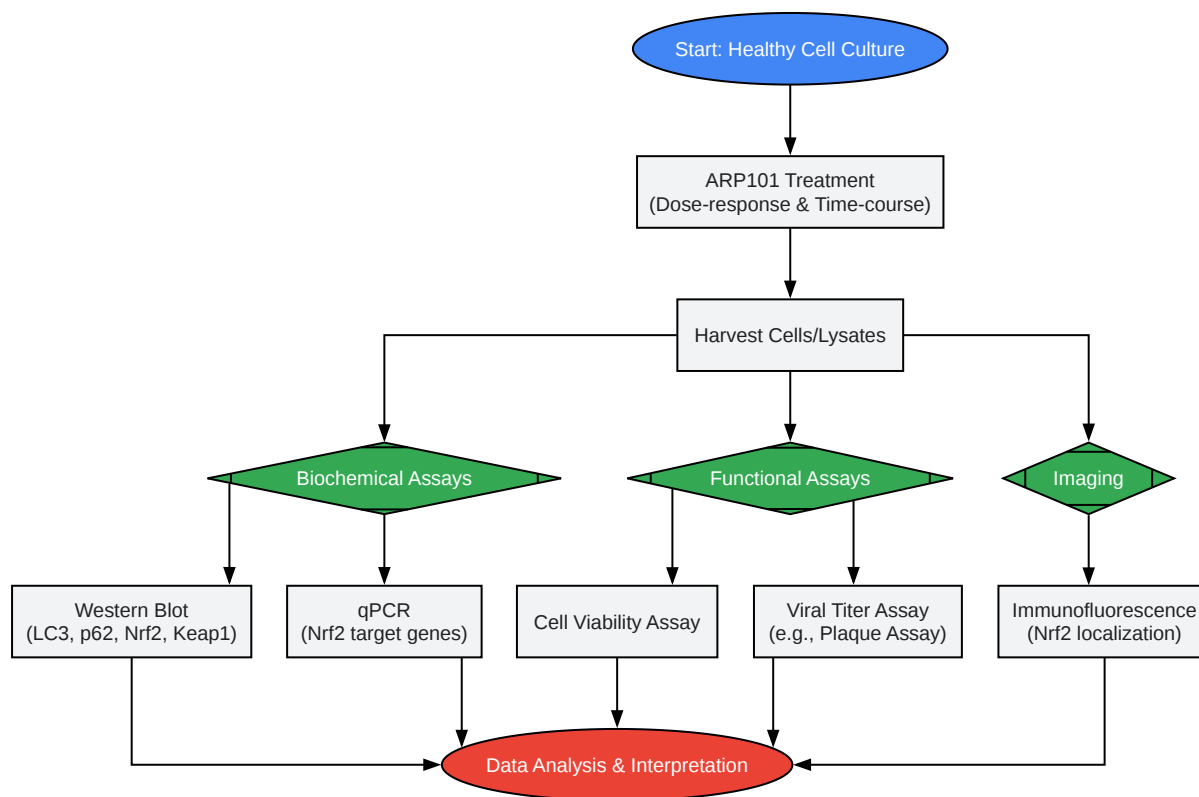 Start: Healthy Cell Culture
ARP101 Treatment
(Dose-response & Time-course)
Harvest Cells/Lysates
Biochemical Assays
Functional Assays
Imaging
Western Blot
(LC3, p62, Nrf2, Keap1)
qPCR
(Nrf2 target genes)
Cell Viability Assay
Viral Titer Assay
(e.g., Plaque Assay)
Immunofluorescence
(Nrf2 localization)
Data Analysis & Interpretation